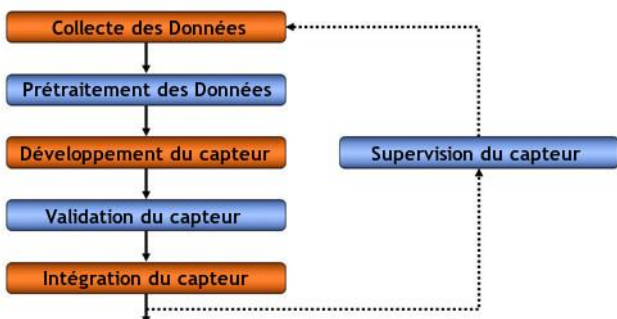 Collecte des Données
Prétraitement des Données
Développement du capteur
Supervision du capteur
Validation du capteur
Intégration du capteur